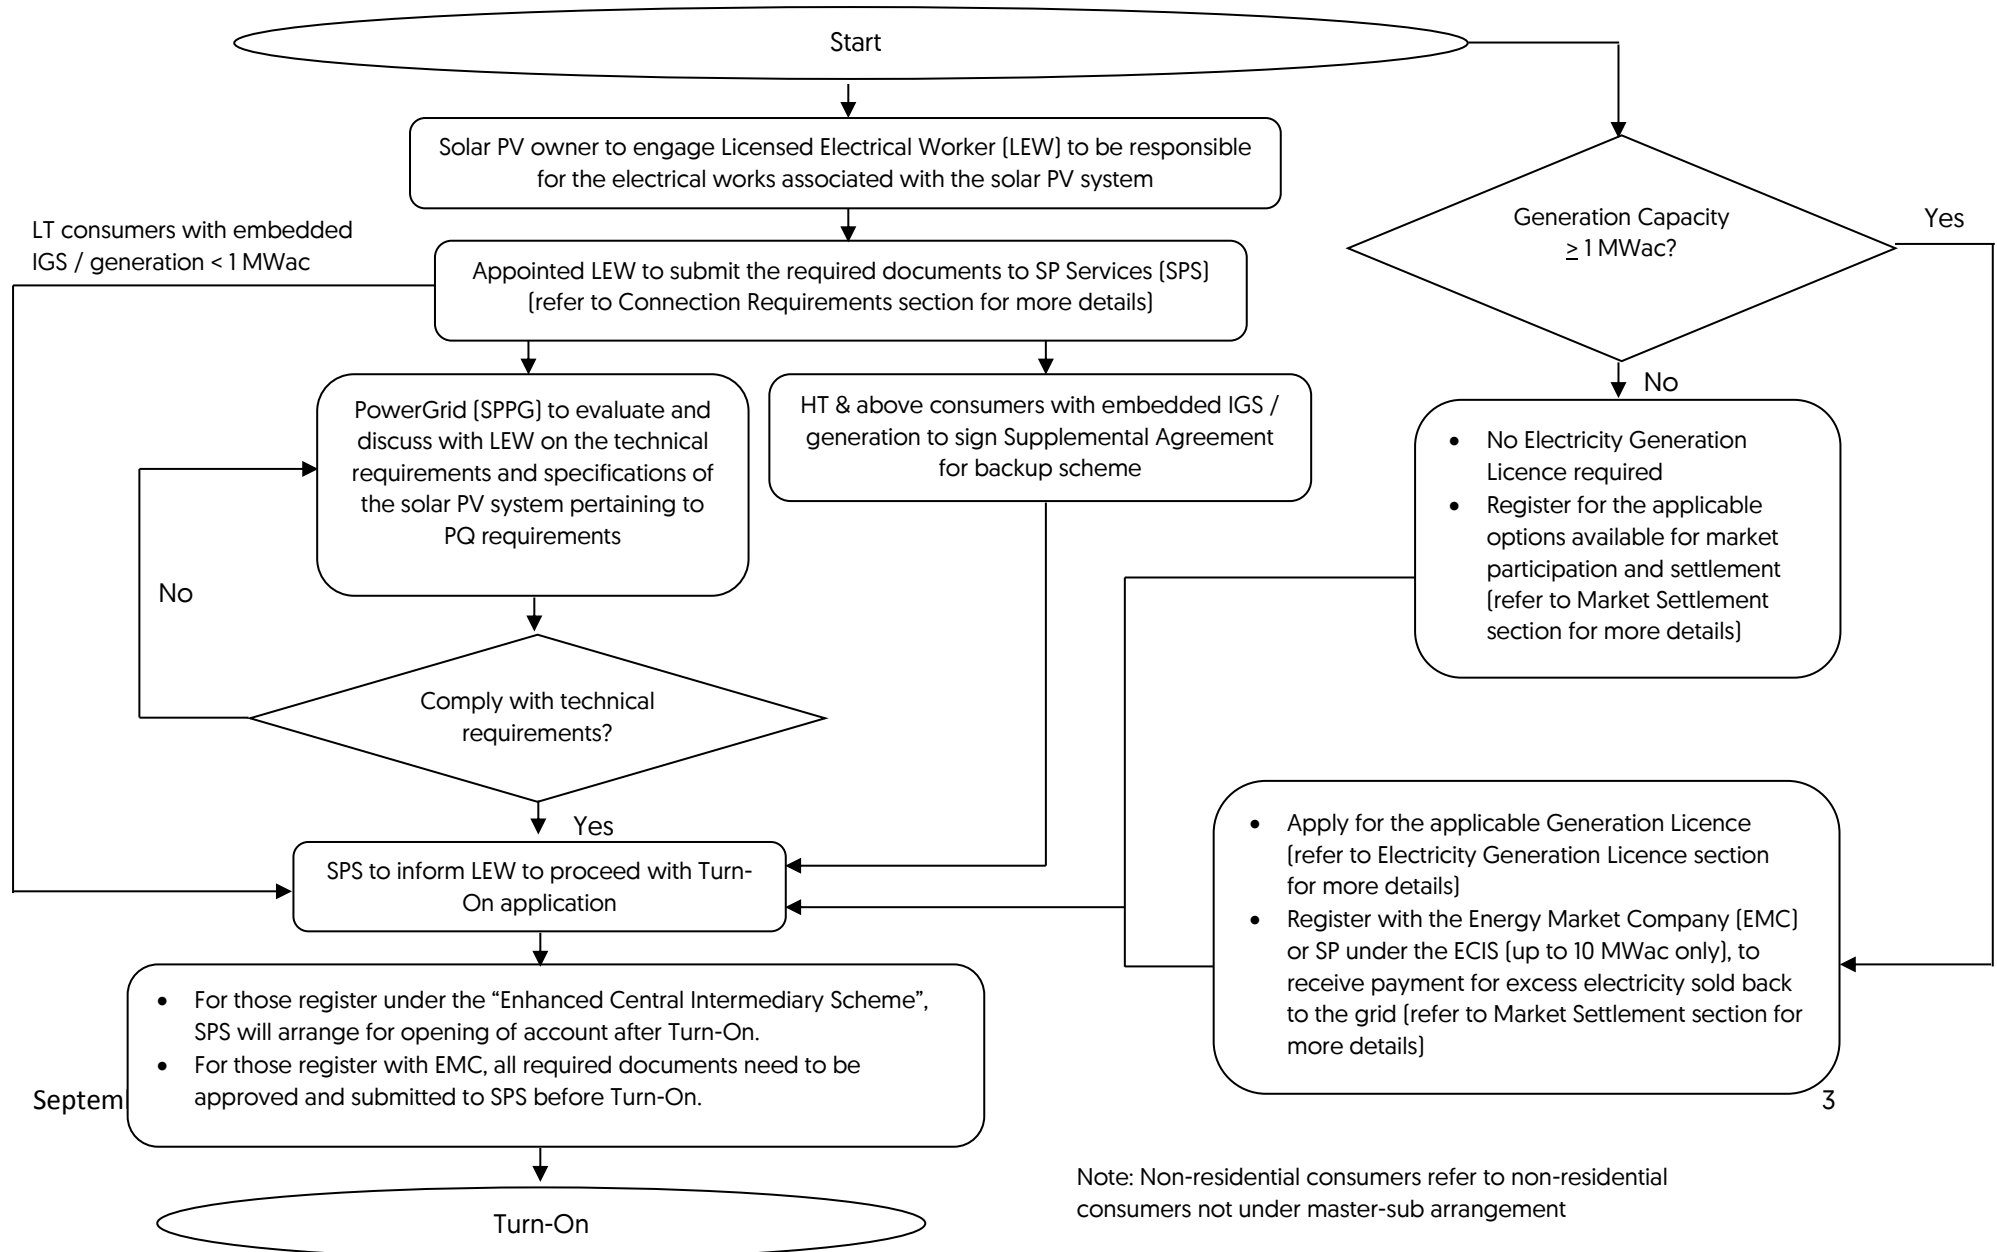 Start
Solar PV owner to engage Licensed Electrical Worker (LEW) to be responsible
for the electrical works associated with the solar PV system
Generation Capacity
≥ 1 MWac?
Yes
LT consumers with embedded
IGS / generation < 1 MWac
Appointed LEW to submit the required documents to SP Services (SPS)
(refer to Connection Requirements section for more details)
No
PowerGrid (SPPG) to evaluate and
discuss with LEW on the technical
requirements and specifications of
the solar PV system pertaining to
PQ requirements
HT & above consumers with embedded IGS /
generation to sign Supplemental Agreement
for backup scheme
• No Electricity Generation
Licence required
• Register for the applicable
options available for market
participation and settlement
(refer to Market Settlement
section for more details)
No
Comply with technical
requirements?
Yes
SPS to inform LEW to proceed with Turn-
On application
• Apply for the applicable Generation Licence
(refer to Electricity Generation Licence section
for more details)
• Register with the Energy Market Company (EMC)
or SP under the ECIS (up to 10 MWac only), to
receive payment for excess electricity sold back
to the grid (refer to Market Settlement section for
more details)
• For those register under the “Enhanced Central Intermediary Scheme”,
SPS will arrange for opening of account after Turn-On.
• For those register with EMC, all required documents need to be
approved and submitted to SPS before Turn-On.
3
Note: Non-residential consumers refer to non-residential
consumers not under master-sub arrangement
Turn-On